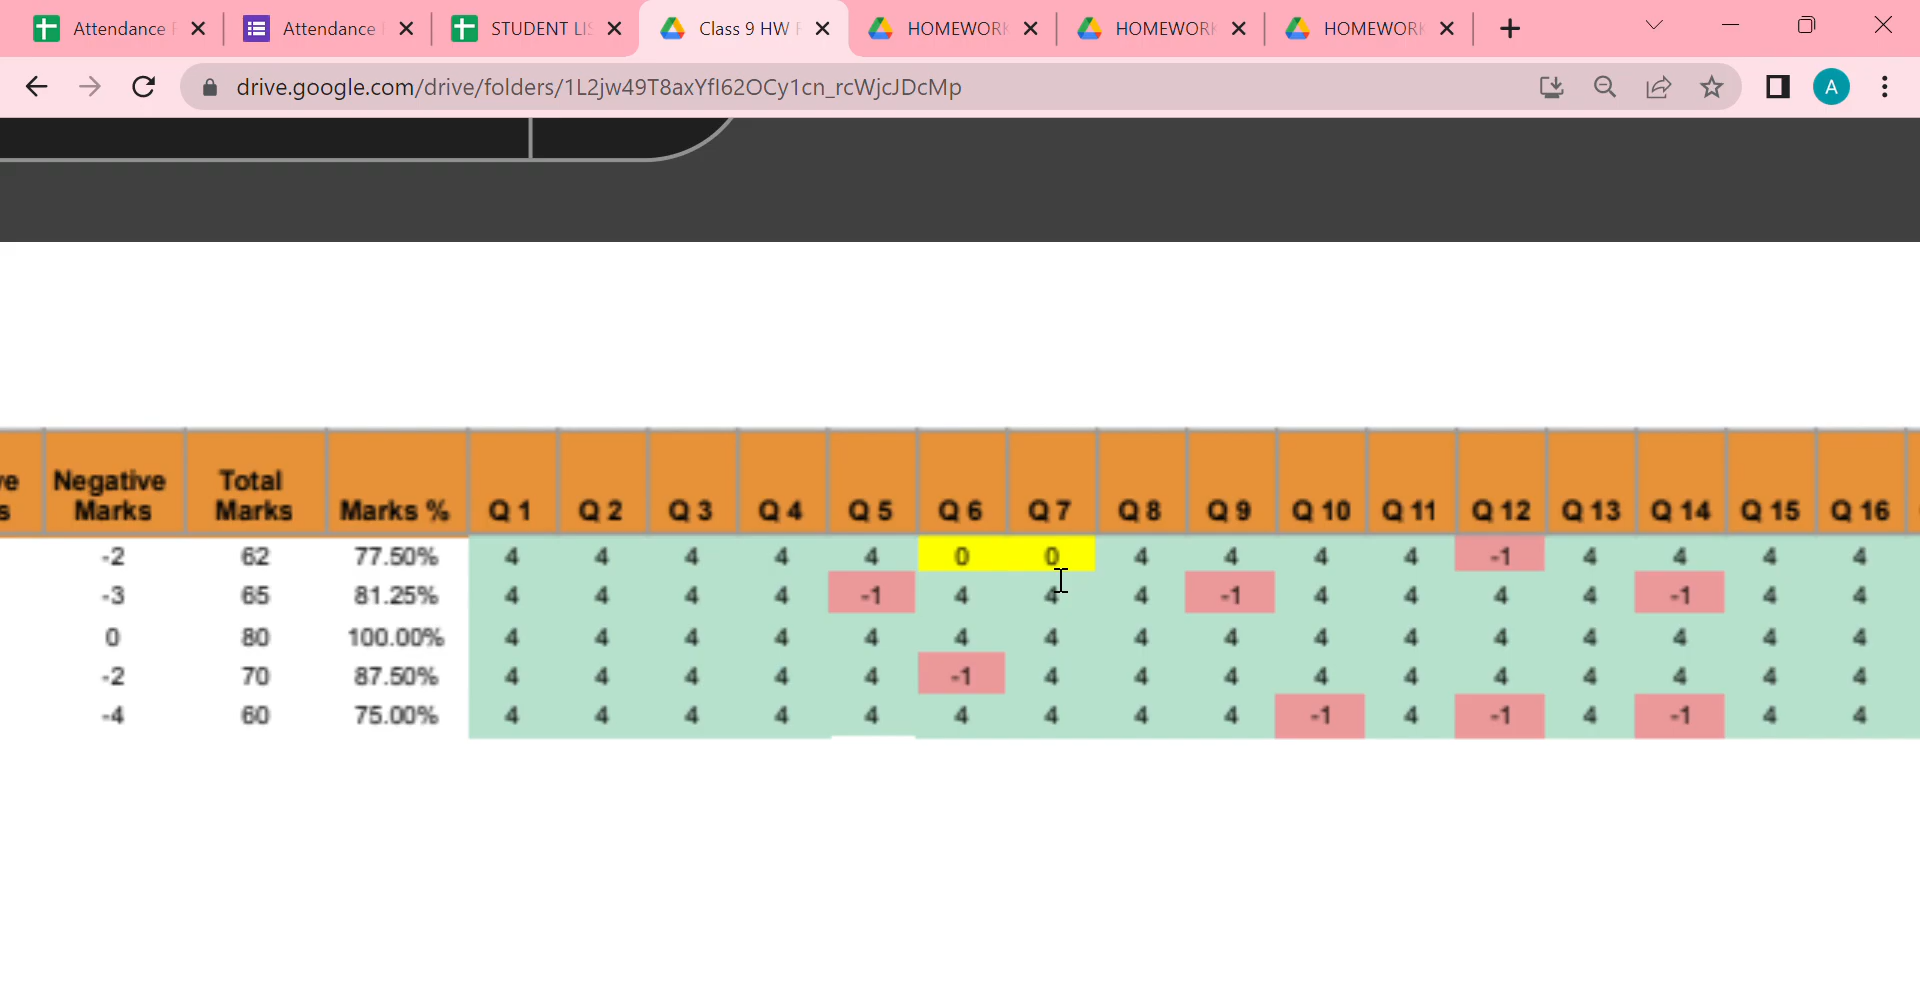 Attendance F Attendance STUDENT LIS Class 9 HW F HOMEWORK HOMEWORK HOMEWORK
drive.google.com/drive/folders/1L2jw49T8axYfI62OCy1cn_rcWjcJDcMp A
ve Negative Total
s Marks Marks Marks % Q 1 Q 2 Q 3 Q 4 Q 5 Q 6 Q 7 Q 8 Q 9 Q 10 Q 11 Q 12 Q 13 Q 14 Q 15 Q 16
-2 62 77.50% 4 4 4 4 4 0 0 4 4 4 4 -1 4 4 4 4
-3 65 81.25% 4 4 4 4 -1 4 4 4 -1 4 4 4 4 -1 4 4
0 80 100.00% 4 4 4 4 4 4 4 4 4 4 4 4 4 4 4 4
-2 70 87.50% 4 4 4 4 4 -1 4 4 4 4 4 4 4 4 4 4
-4 60 75.00% 4 4 4 4 4 4 4 4 4 -1 4 -1 4 -1 4 4